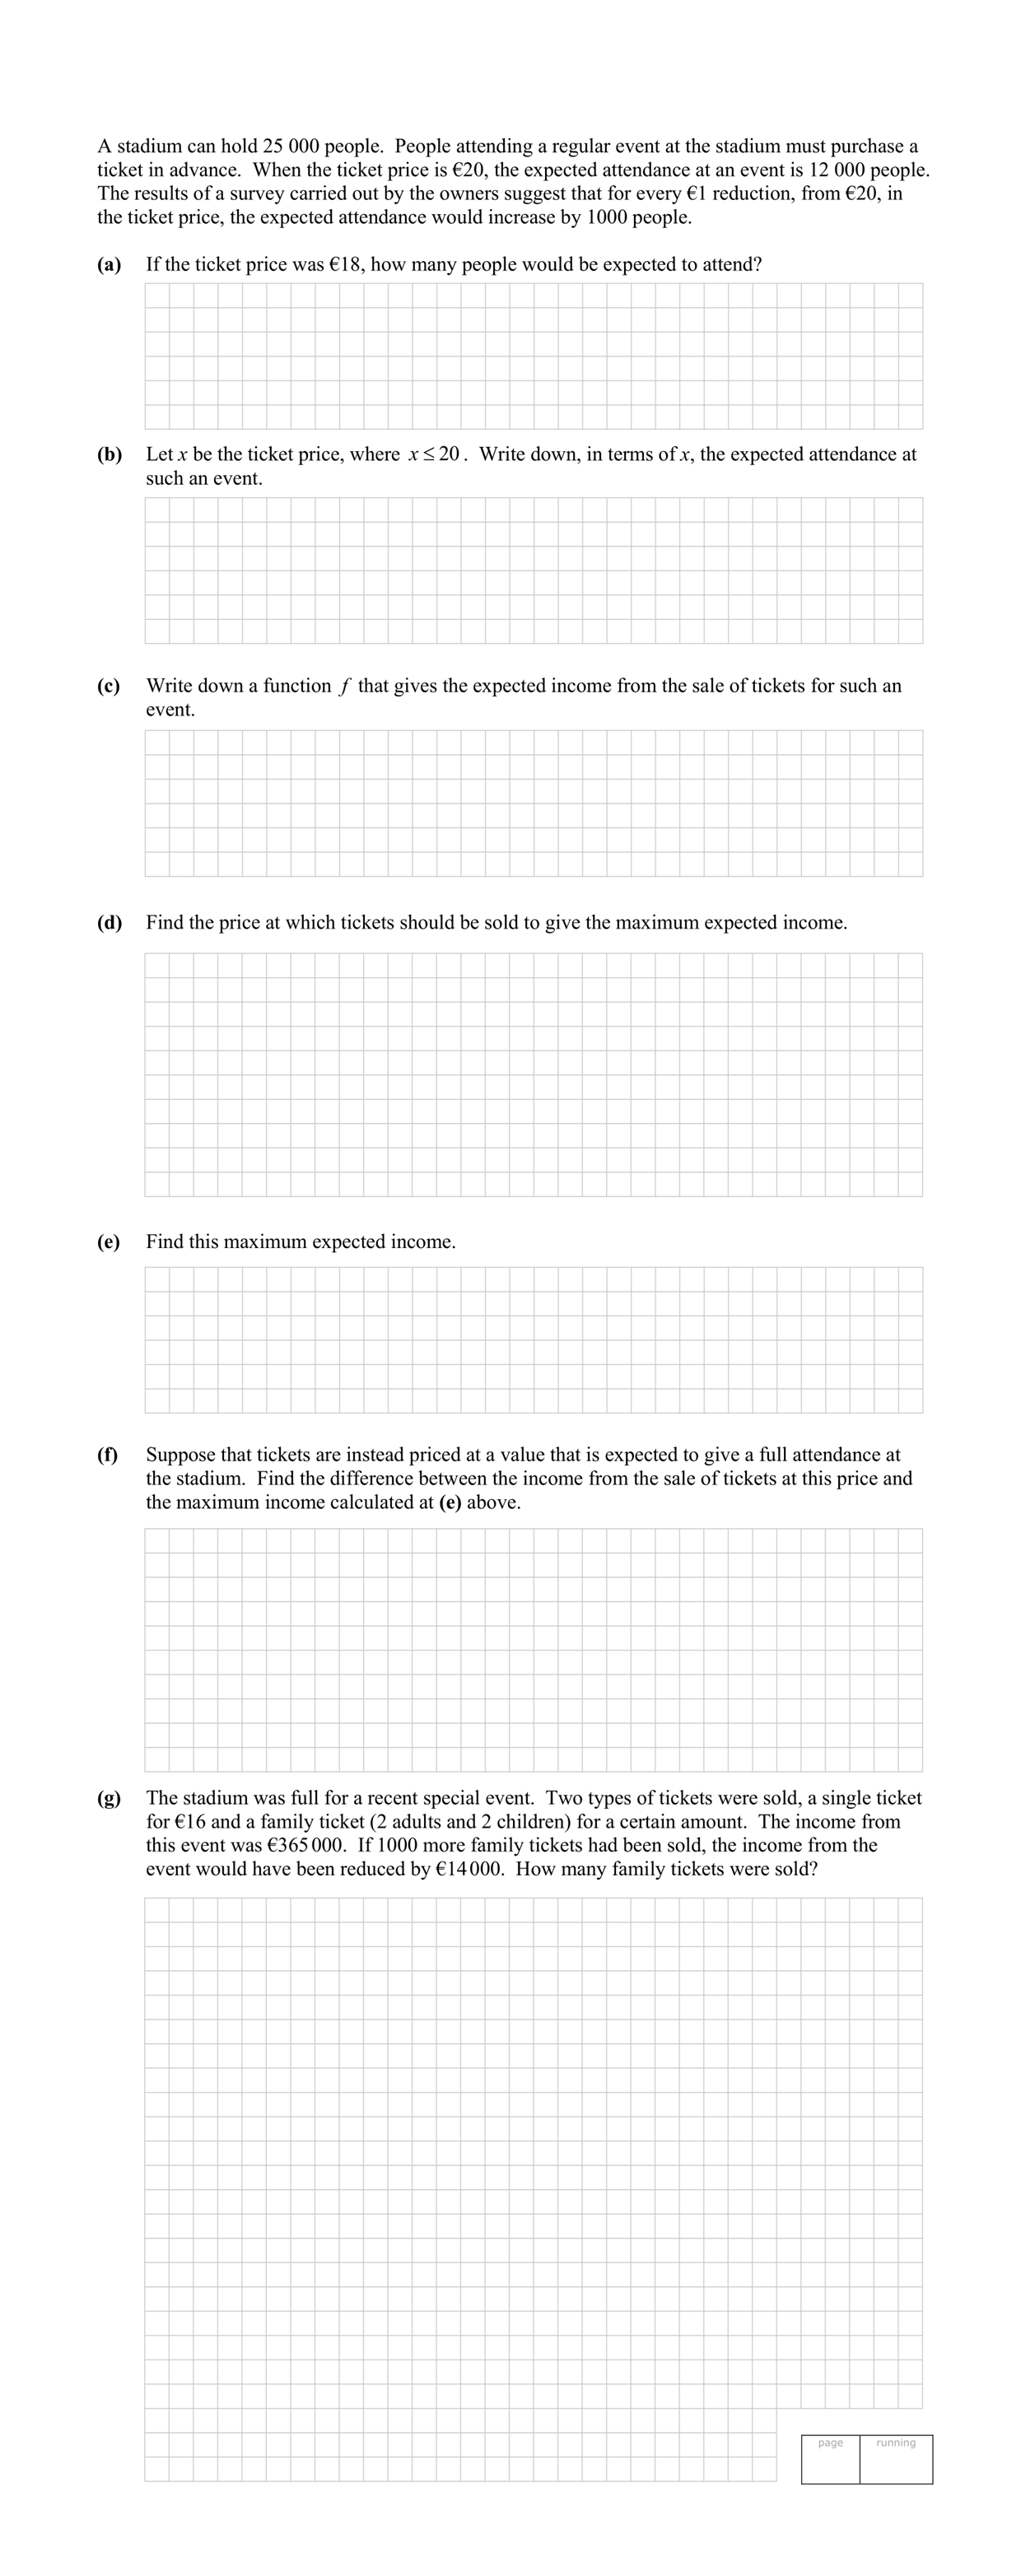 A stadium can hold 25 000 people. People attending a regular event at the stadium must purchase a
ticket in advance. When the ticket price is €20, the expected attendance at an event is 12 000 people.
The results of a survey carried out by the owners suggest that for every €1 reduction, from €20, in
the ticket price, the expected attendance would increase by 1000 people.
(a) If the ticket price was €18, how many people would be expected to attend?
(b) Let x be the ticket price, where x ≤ 20. Write down, in terms of x, the expected attendance at
such an event.
(c) Write down a function f that gives the expected income from the sale of tickets for such an
event.
(d) Find the price at which tickets should be sold to give the maximum expected income.
(e) Find this maximum expected income.
(f) Suppose that tickets are instead priced at a value that is expected to give a full attendance at
the stadium. Find the difference between the income from the sale of tickets at this price and
the maximum income calculated at (e) above.
(g) The stadium was full for a recent special event. Two types of tickets were sold, a single ticket
for €16 and a family ticket (2 adults and 2 children) for a certain amount. The income from
this event was €365 000. If 1000 more family tickets had been sold, the income from the
event would have been reduced by €14 000. How many family tickets were sold?
page running